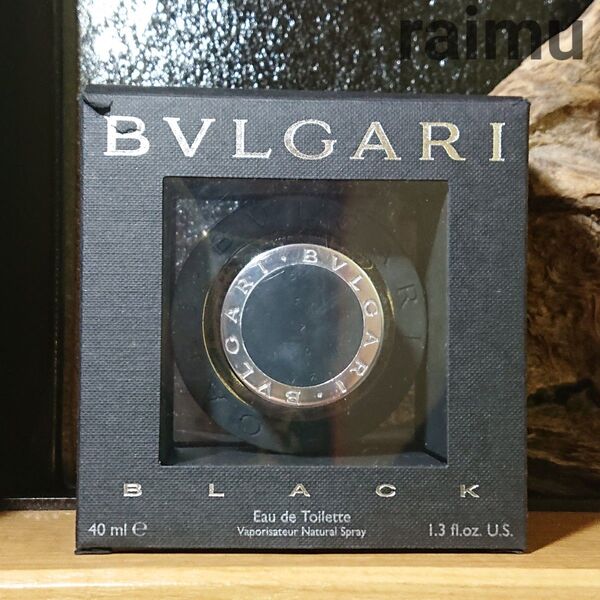 raimu
BVLGARI
BVLGARI · BVLGARI ·
BLACK
Eau de Toilette
40 ml ℮ Vaporisateur Natural Spray 1.3 fl.oz. U.S.